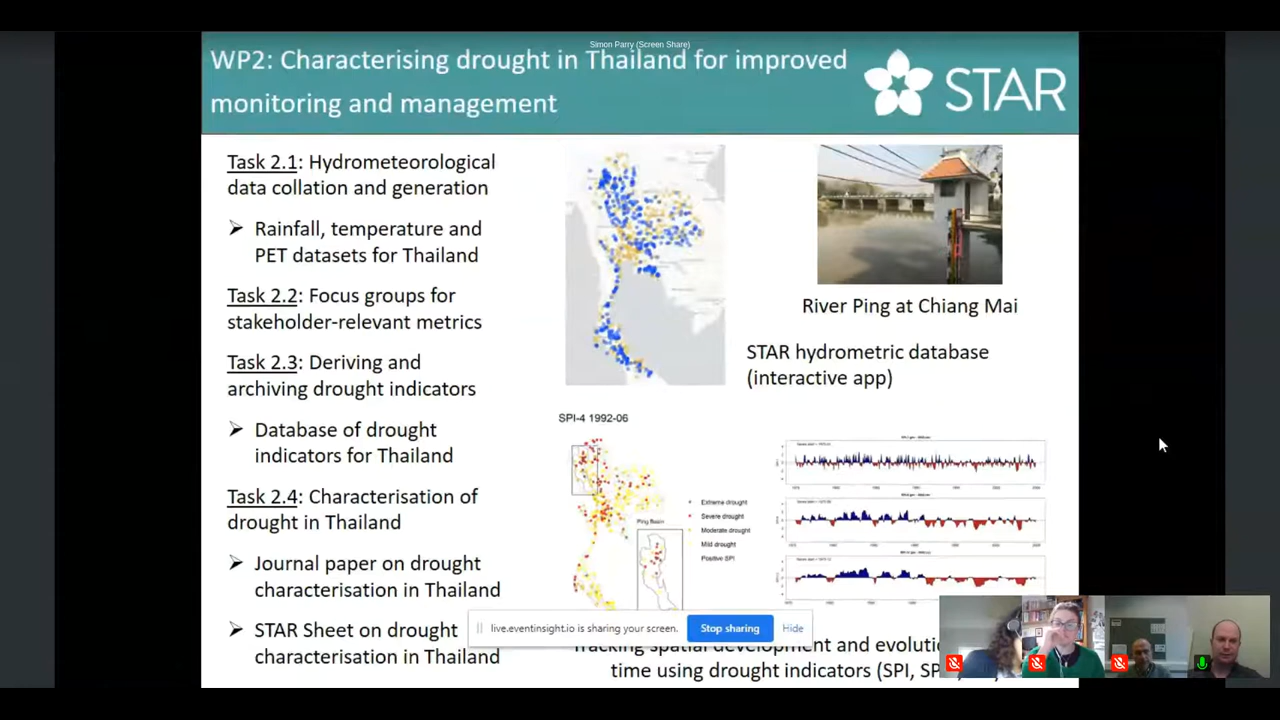 Simon Parry (Screen Share)
WP2: Characterising drought in Thailand for improved
monitoring and management
STAR
Task 2.1: Hydrometeorological
data collation and generation
Rainfall, temperature and
PET datasets for Thailand
Task 2.2: Focus groups for
stakeholder-relevant metrics
Task 2.3: Deriving and
archiving drought indicators
Database of drought
indicators for Thailand
Task 2.4: Characterisation of
drought in Thailand
Journal paper on drought
characterisation in Thailand
STAR Sheet on drought
characterisation in Thailand
River Ping at Chiang Mai
STAR hydrometric database
(interactive app)
SPI-4 1992-06
Extreme drought
Severe drought
Moderate drought
Mild drought
Positive SPI
Ping Basin
live.eventinsight.io is sharing your screen.
Stop sharing
Hide
Tracking spatial development and evolutio
time using drought indicators (SPI, SP